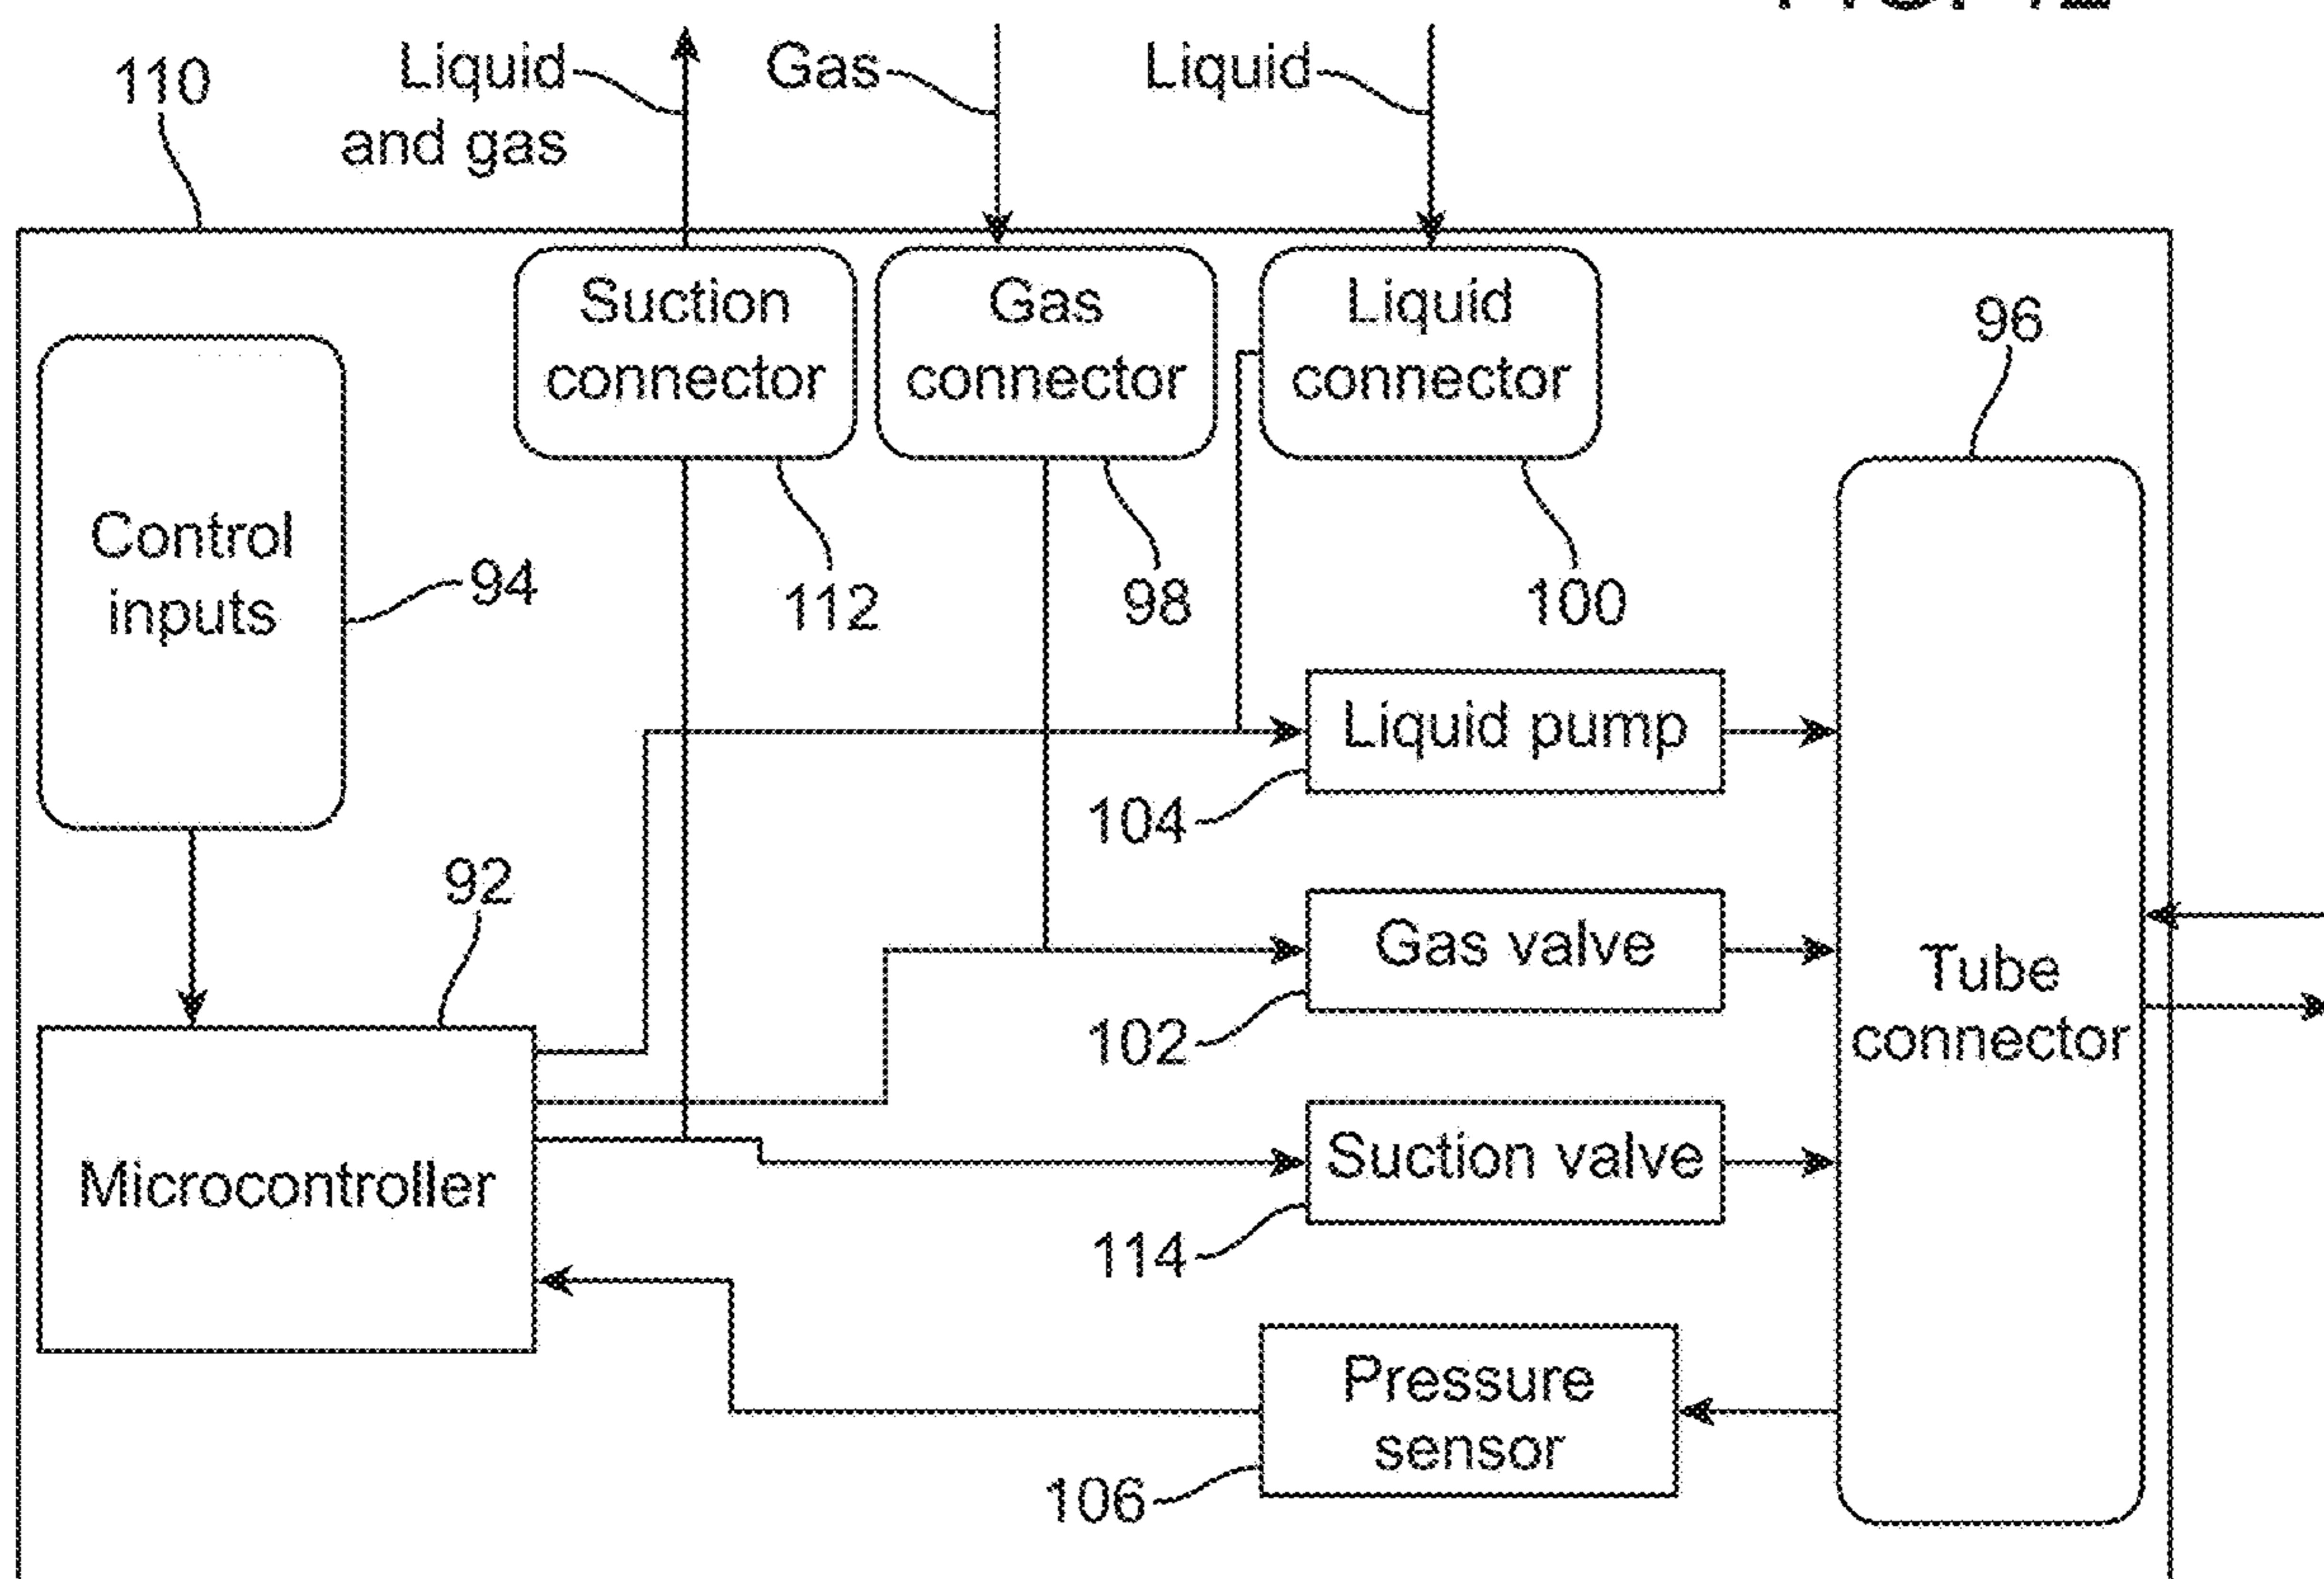 110
Liquid
and gas
Gas
Liquid
Suction
connector
Gas
connector
Liquid
connector
96
Control
inputs
94
112
98
100
Liquid pump
104
92
Gas valve
102
Tube
connector
Microcontroller
Suction valve
114
Pressure
sensor
106